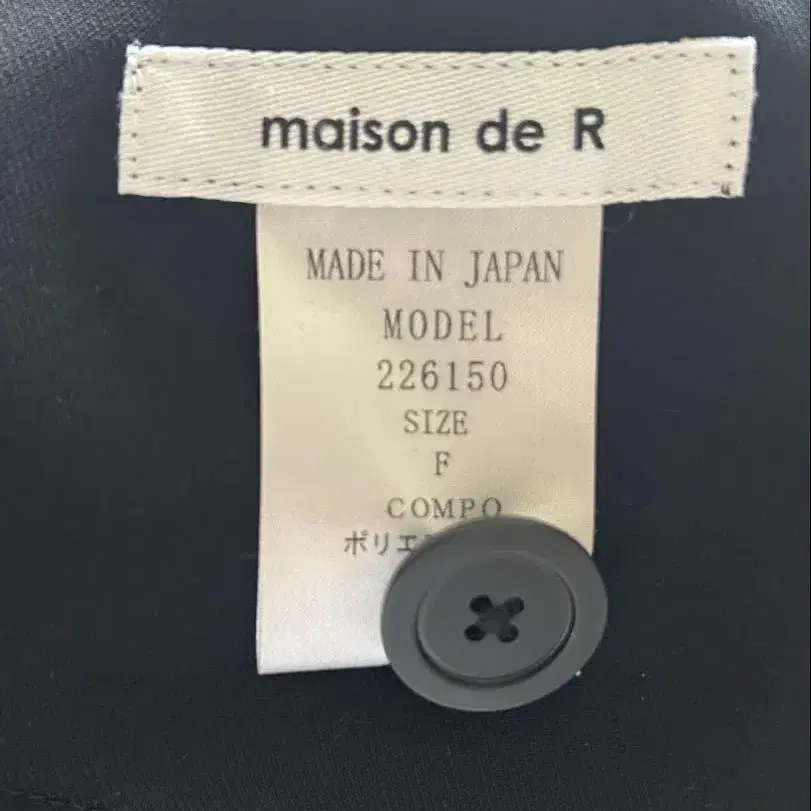 maison de R
MADE IN JAPAN
MODEL
226150
SIZE
F
COMPO
ポリエ